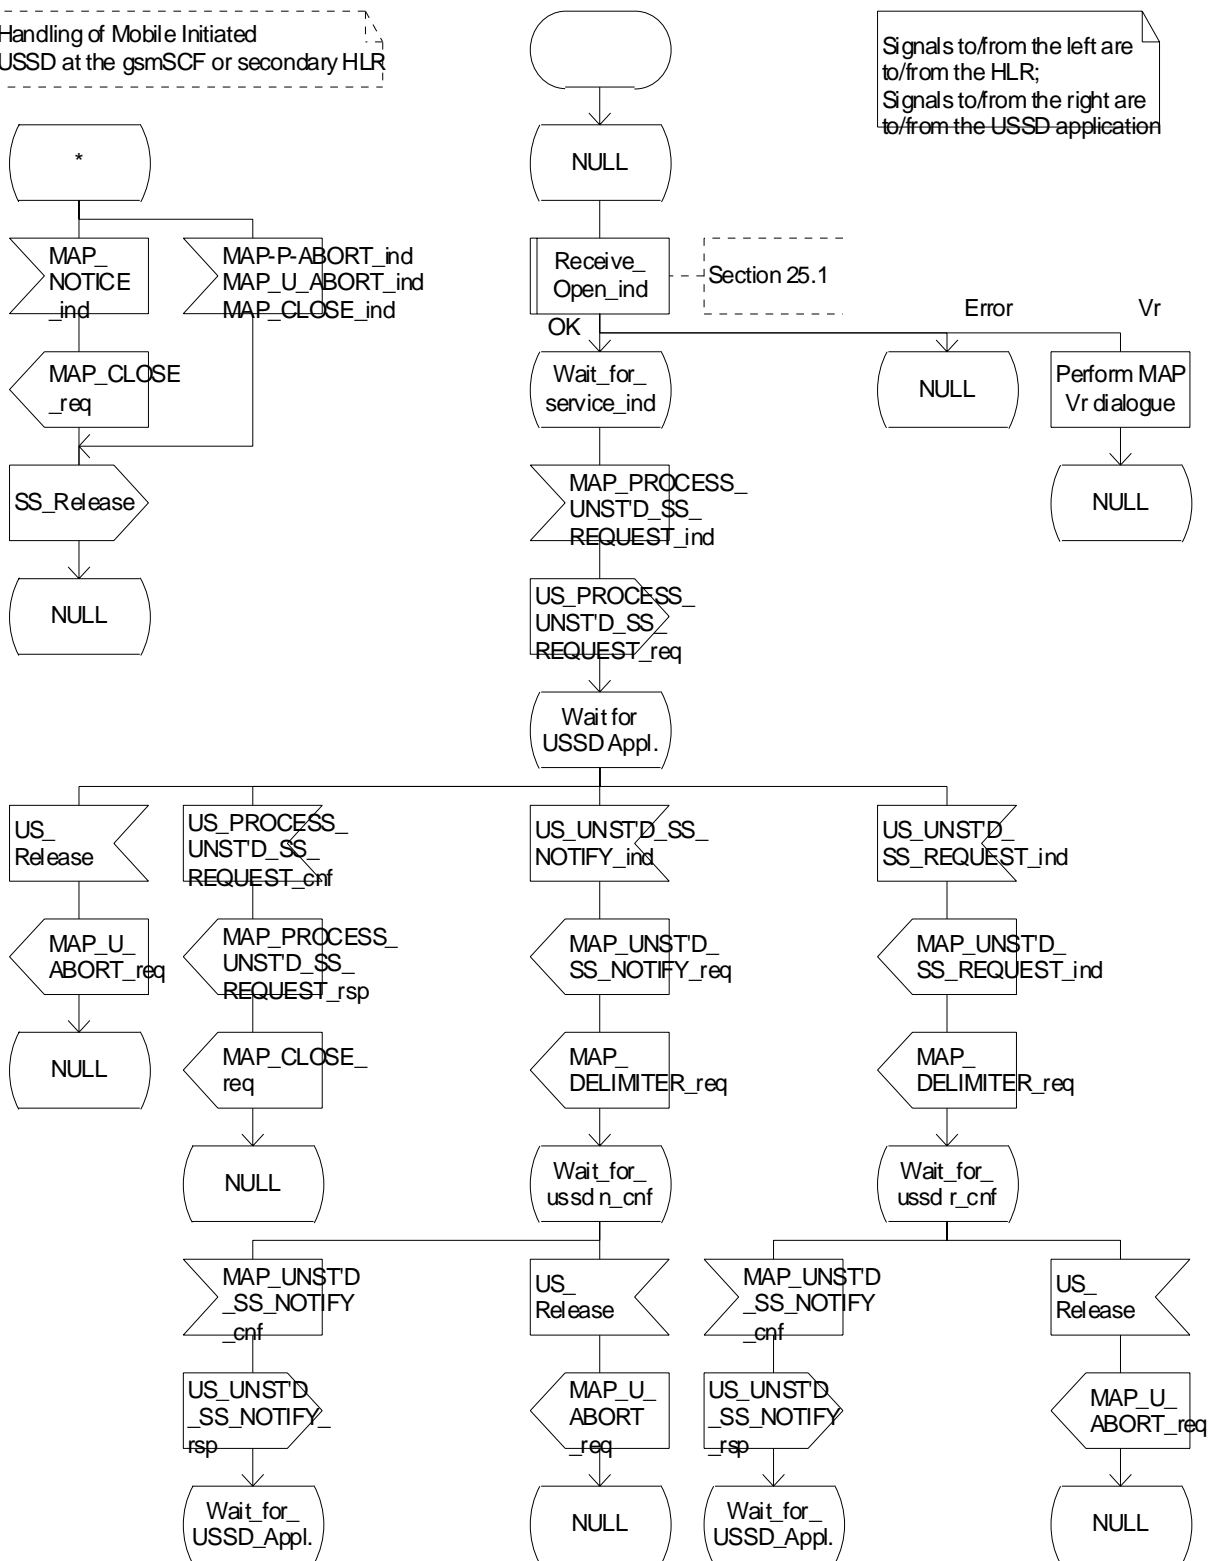 Handling of Mobile Initiated
USSD at the gsmSCF or secondary HLR
Signals to/from the left are
to/from the HLR;
Signals to/from the right are
to/from the USSD application
*
NULL
MAP_
NOTICE
_ind
MAP-P-ABORT_ind
MAP_U_ABORT_ind
MAP_CLOSE_ind
Receive_
Open_ind
Section 25.1
OK
Error
Vr
MAP_CLOSE
_req
Wait_for_
service_ind
NULL
Perform MAP
Vr dialogue
SS_Release
MAP_PROCESS_
UNST'D_SS_
REQUEST_ind
NULL
NULL
US_PROCESS_
UNST'D_SS_
REQUEST_req
Wait for
USSD Appl.
US_
Release
US_PROCESS_
UNST'D_SS_
REQUEST_cnf
US_UNST'D_SS_
NOTIFY_ind
US_UNST'D_
SS_REQUEST_ind
MAP_U_
ABORT_req
MAP_PROCESS_
UNST'D_SS_
REQUEST_rsp
MAP_UNST'D_
SS_NOTIFY_req
MAP_UNST'D_
SS_REQUEST_ind
NULL
MAP_CLOSE_
req
MAP_
DELIMITER_req
MAP_
DELIMITER_req
NULL
Wait_for_
ussd n_cnf
Wait_for_
ussd r_cnf
MAP_UNST'D
_SS_NOTIFY
_cnf
US_
Release
MAP_UNST'D
_SS_NOTIFY
_cnf
US_
Release
US_UNST'D
_SS_NOTIFY_
rsp
MAP_U_
ABORT
_req
US_UNST'D
_SS_NOTIFY
_rsp
MAP_U_
ABORT_req
Wait_for_
USSD_Appl.
NULL
Wait_for_
USSD_Appl.
NULL